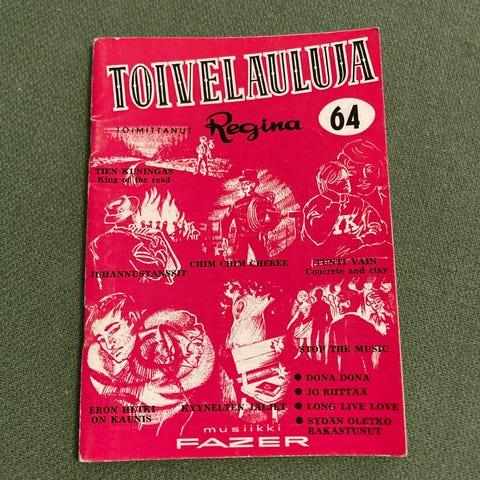 TOIVELAULUJA
TOIMITTANUT Regina 64
TIEN KUNINGAS
King of the road
JUHANNUSTANSSIT
CHIM CHIM CHEREE
TUNTI VAIN
Concrete and clay
STOP THE MUSIC
ERON HETKI
ON KAUNIS
KYYNELTEN JÄLJET
● DONA DONA
● JO RIITTÄÄ
● LONG LIVE LOVE
● SYDÄN OLETKO
RAKASTUNUT
musiikki
FAZER